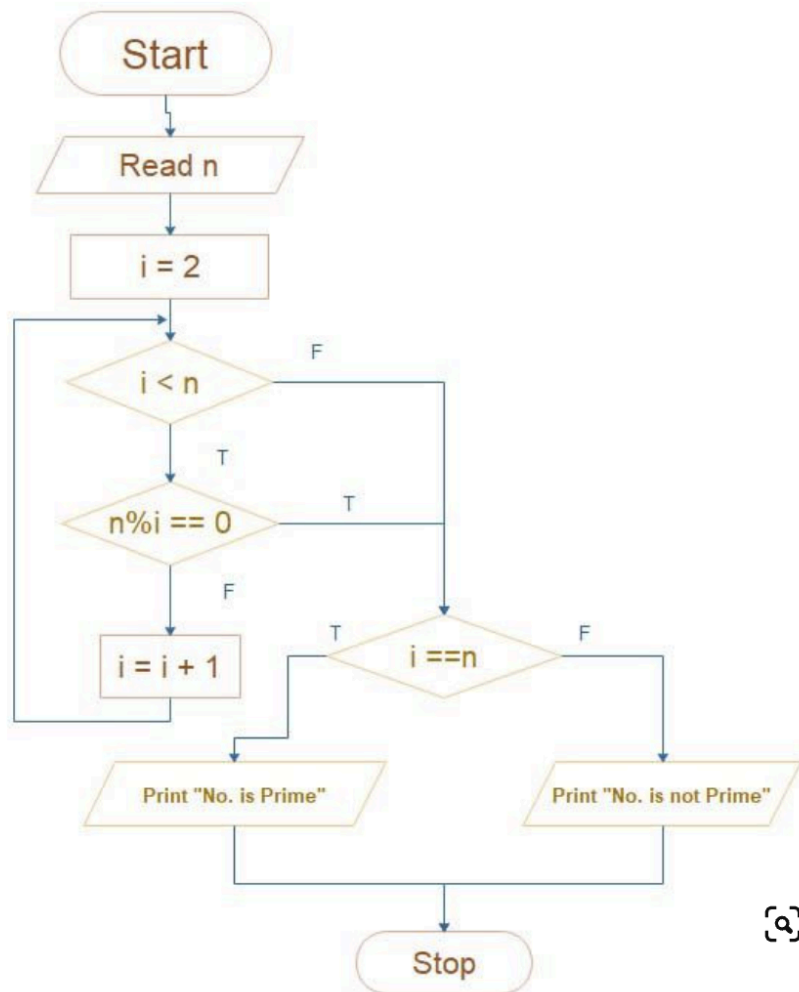 Start
Read n
i = 2
i < n
F
T
n%i == 0
T
F
i = i + 1
T
i ==n
F
Print "No. is Prime"
Print "No. is not Prime"
Stop